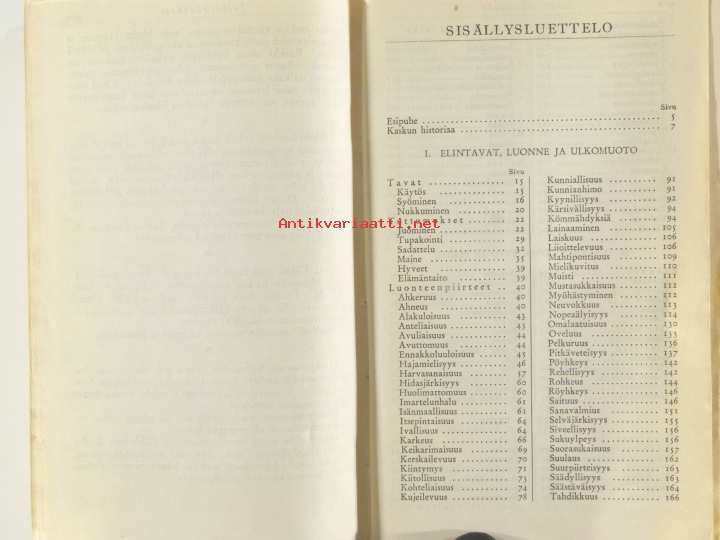 SISÄLLYSLUETTELO
Sivu
Esipuhe 5
Kaskun historiaa 7
I. ELINTAVAT, LUONNE JA ULKOMUOTO
Sivu
Tavat 15
Käytös 15
Syöminen 16
Nukkuminen 20
Tottumukset 22
Juominen 22
Tupakointi 29
Sadattelu 32
Maine 35
Hyveet 39
Elämäntaito 39
Luonteenpiirteet 40
Ahkeruus 40
Ahneus 40
Alakuloisuus 43
Anteliaisuus 43
Avuliaisuus 44
Avuttomuus 44
Ennakkoluuloisuus 45
Hajamielisyys 46
Harvasanaisuus 57
Hidasjärkisyys 60
Huolimattomuus 60
Imartelunhalu 61
Isänmaallisuus 61
Itsepintaisuus 64
Ivallisuus 64
Karkeus 66
Keikarimaisuus 69
Kerskailevuus 70
Kiintymys 71
Kiitollisuus 73
Kohteliaisuus 74
Kujeilevuus 78
Kunniallisuus 91
Kunnianhimo 91
Kyynillisyys 92
Kärsivällisyys 94
Kömmähdyksiä 94
Lainaaminen 105
Laiskuus 106
Liioittelevuus 106
Mahtipontisuus 109
Mielikuvitus 110
Muisti 111
Mustasukkaisuus 112
Myöhästyminen 112
Neuvokkuus 113
Nopeaälyisyys 114
Omalaatuisuus 130
Oveluus 133
Pelkuruus 136
Pitkäveteisyys 137
Pöyhkeys 142
Rehellisyys 142
Rohkeus 144
Röyhkeys 146
Saituus 146
Sanavalmius 151
Selväjärkisyys 155
Siveellisyys 156
Sukuylpeys 156
Suorasukaisuus 157
Suulaus 162
Suurpiirteisyys 163
Säädyllisyys 163
Säästäväisyys 164
Tahdikkuus 166
Antikvariaatti.net